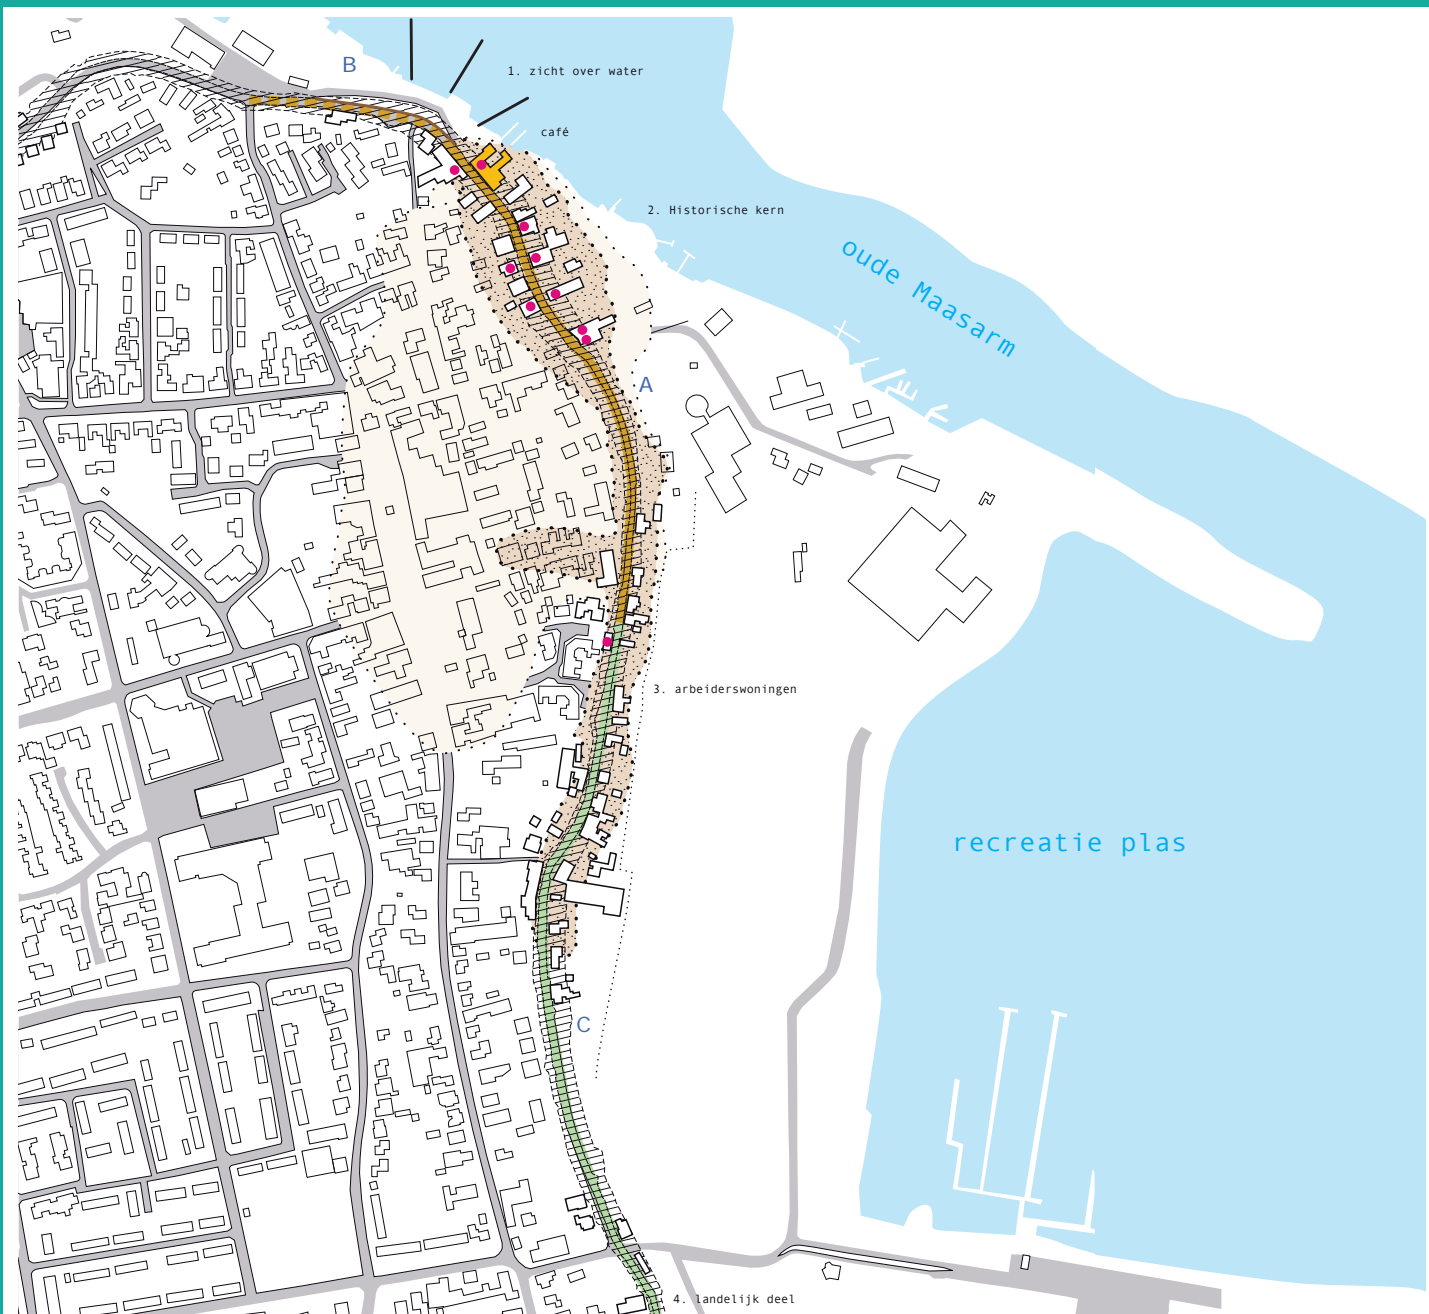 B
1. zicht over water
café
2. Historische kern
oude Maasarm
A
3. arbeiderswoningen
recreatie plas
C
4. landelijk deel